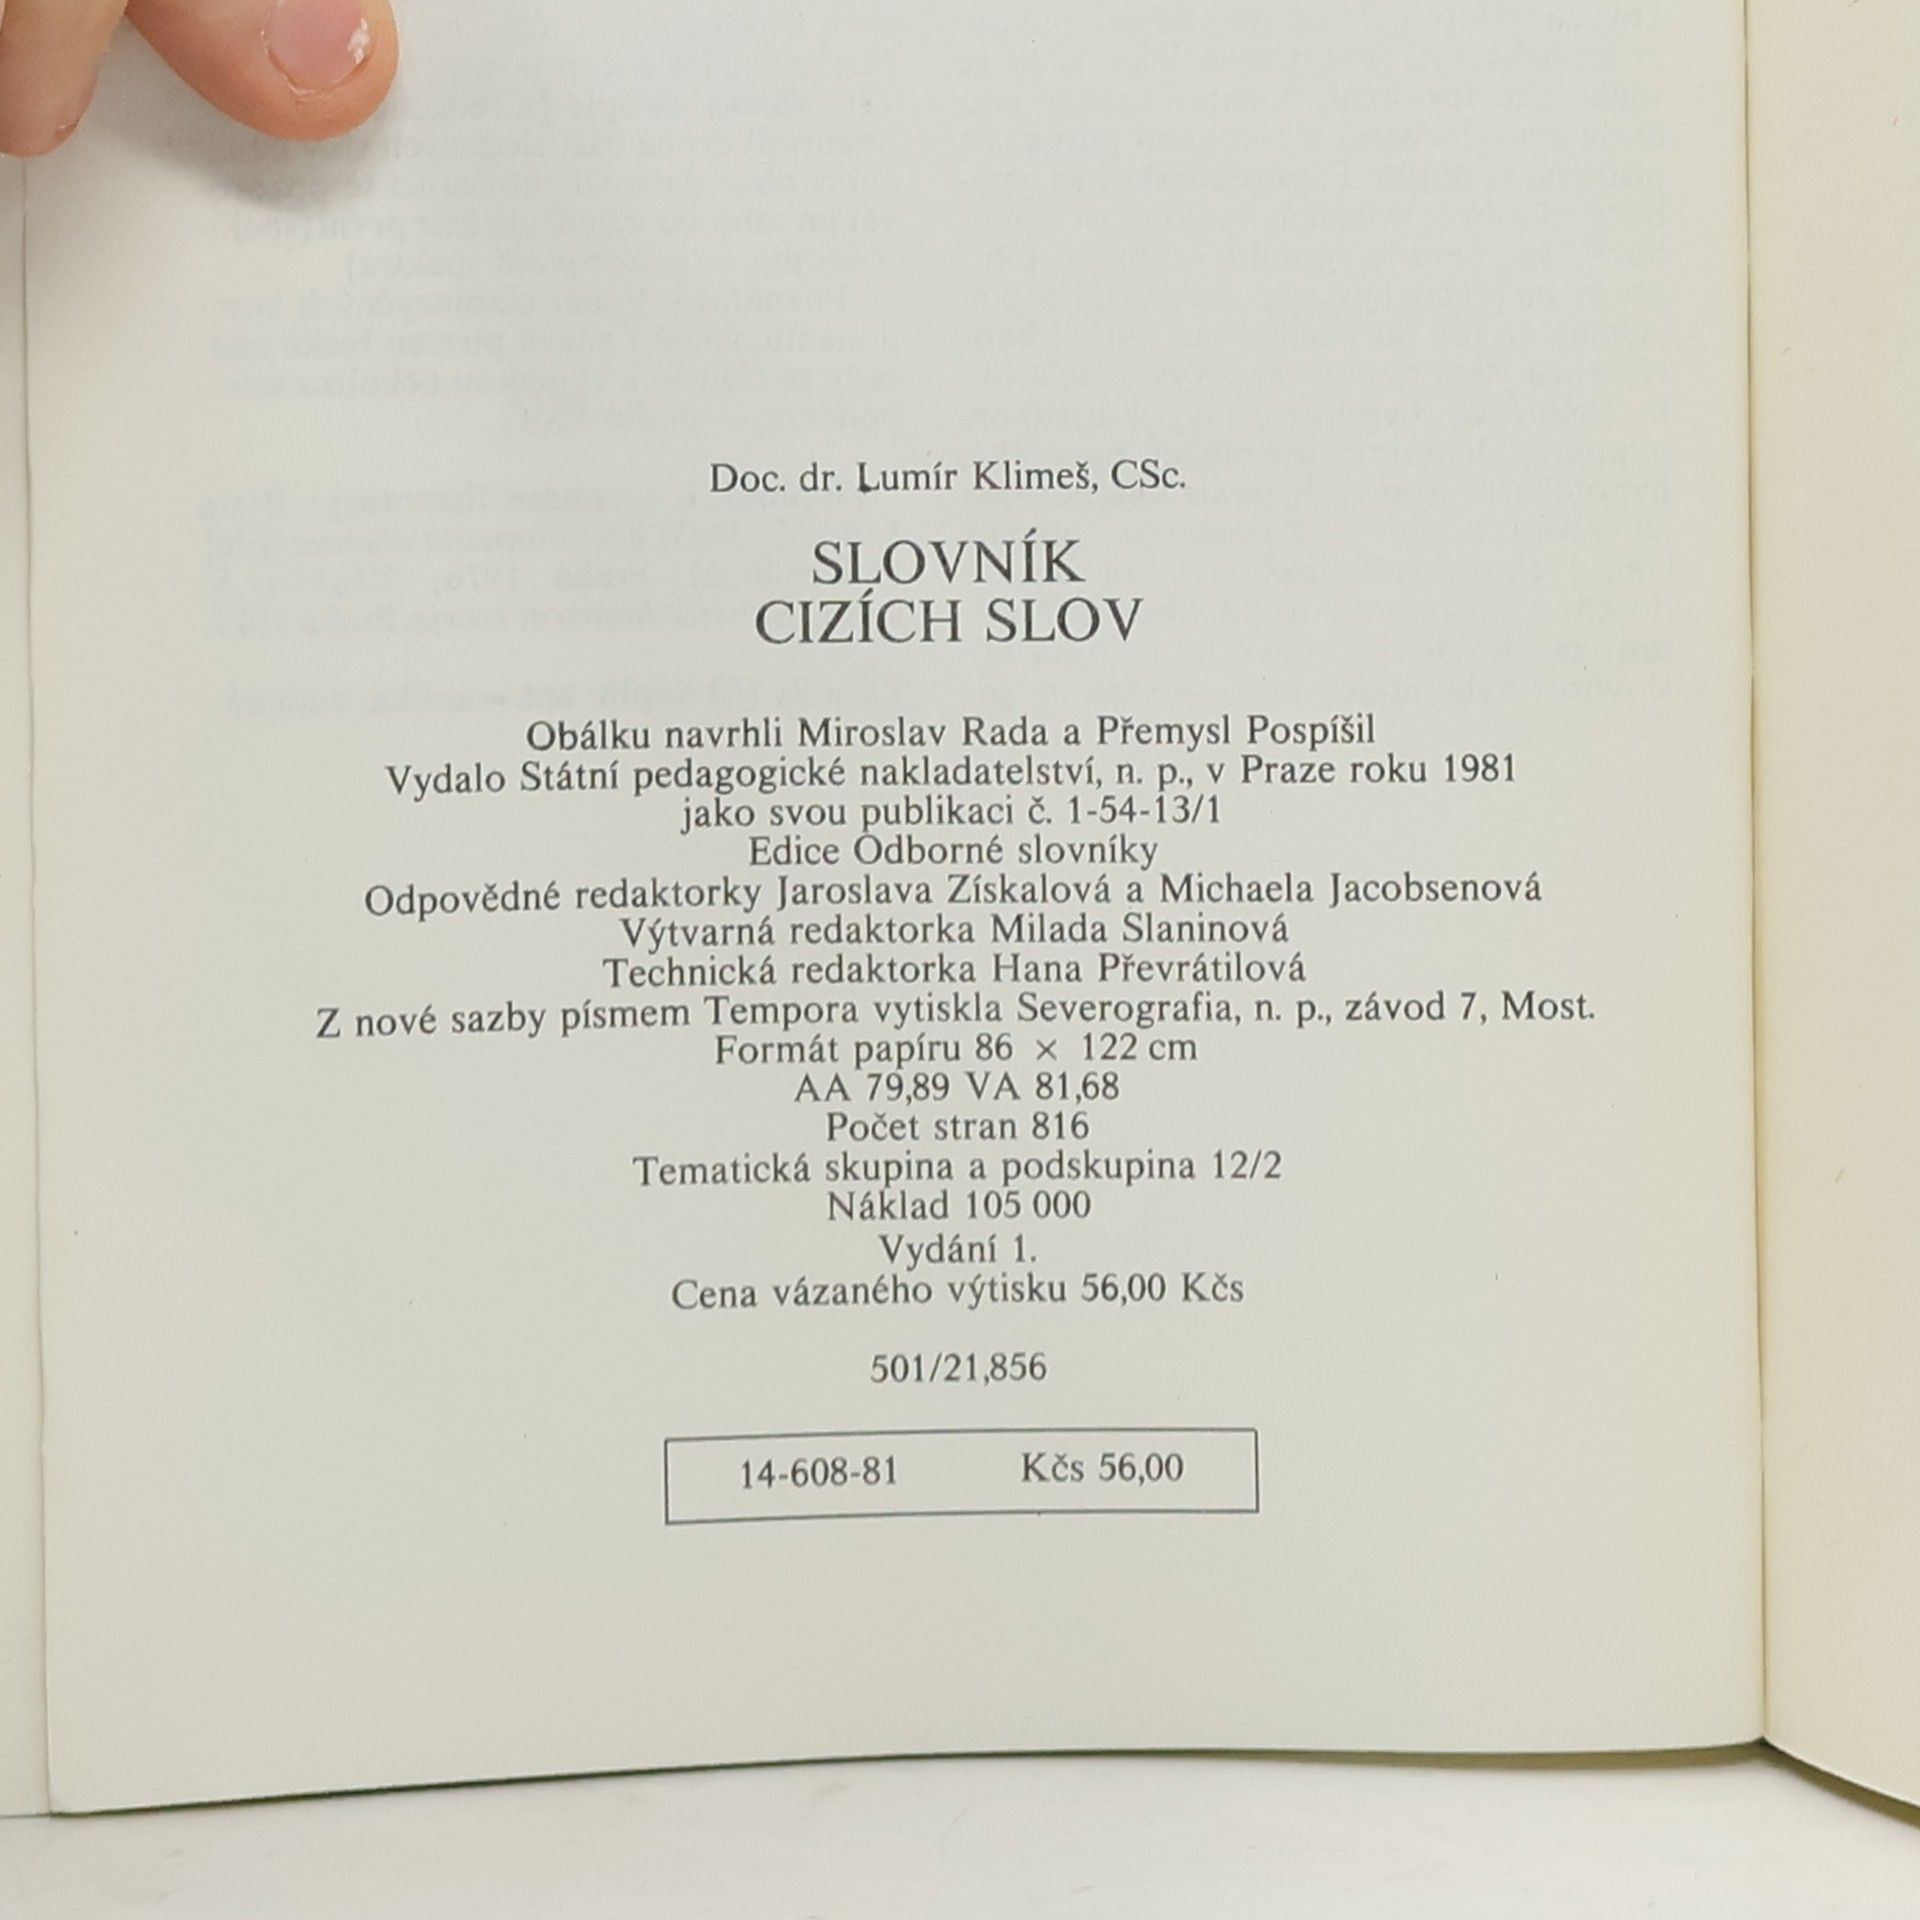 Doc. dr. Lumír Klimeš, CSc.
SLOVNÍK
CIZÍCH SLOV
Obálku navrhli Miroslav Rada a Přemysl Pospíšil
Vydalo Státní pedagogické nakladatelství, n. p., v Praze roku 1981
jako svou publikaci č. 1-54-13/1
Edice Odborné slovníky
Odpovědné redaktorky Jaroslava Získalová a Michaela Jacobsenová
Výtvarná redaktorka Milada Slaninová
Technická redaktorka Hana Převrátilová
Z nové sazby písmem Tempora vytiskla Severografia, n. p., závod 7, Most.
Formát papíru 86 × 122 cm
AA 79,89 VA 81,68
Počet stran 816
Tematická skupina a podskupina 12/2
Náklad 105 000
Vydání 1.
Cena vázaného výtisku 56,00 Kčs
501/21,856
14-608-81 Kčs 56,00